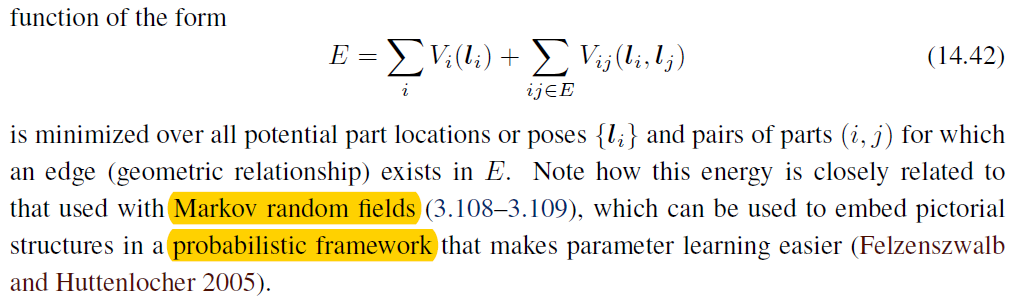 function of the form
E = ∑ V_i(l_i) + ∑ V_ij(l_i, l_j) (14.42)
i ij∈E
is minimized over all potential part locations or poses {l_i} and pairs of parts (i, j) for which
an edge (geometric relationship) exists in E. Note how this energy is closely related to
that used with Markov random fields (3.108–3.109), which can be used to embed pictorial
structures in a probabilistic framework that makes parameter learning easier (Felzenszwalb
and Huttenlocher 2005).